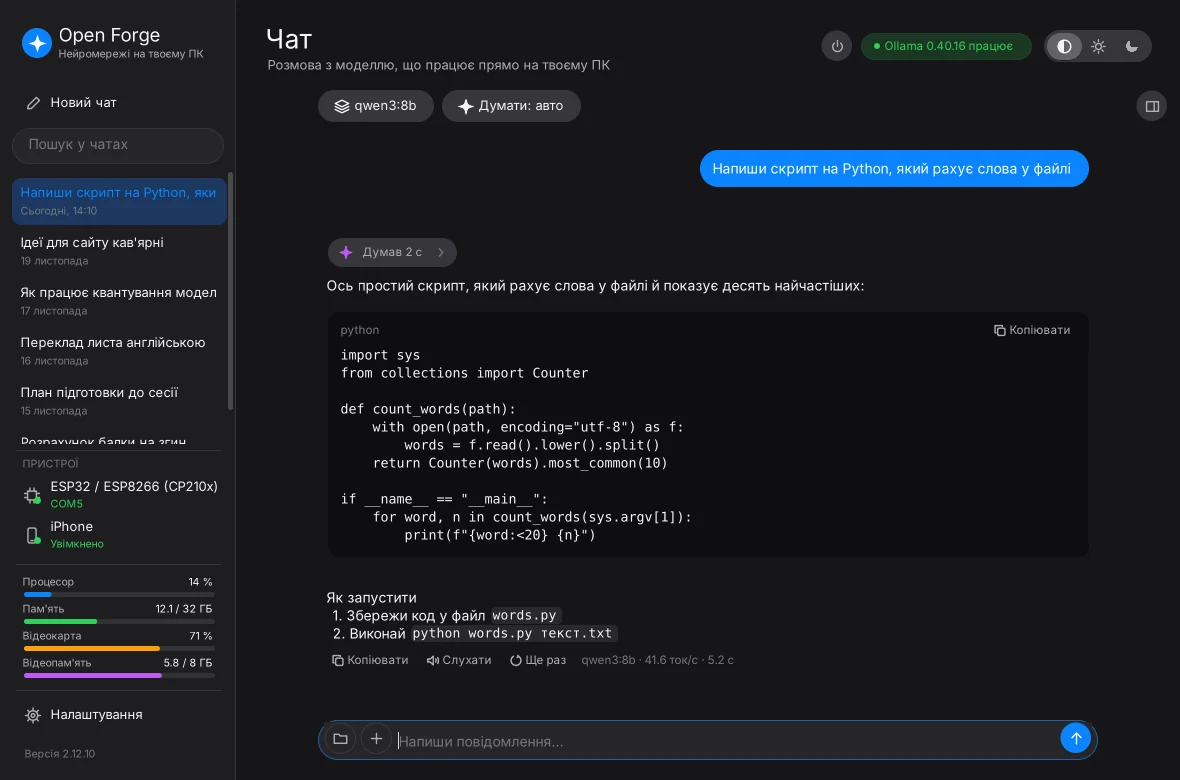 Open Forge
Нейромережі на твоєму ПК
Новий чат
Пошук у чатах
Напиши скрипт на Python, яки
Сьогодні, 14:10
Ідеї для сайту кав'ярні
19 листопада
Як працює квантування модел
17 листопада
Переклад листа англійською
16 листопада
План підготовки до сесії
15 листопада
Розрахунок балки на згин
ПРИСТРОЇ
ESP32 / ESP8266 (CP210x)
COM5
iPhone
Увімкнено
Процесор 14 %
Пам'ять 12.1 / 32 ГБ
Відеокарта 71 %
Відеопам'ять 5.8 / 8 ГБ
Налаштування
Версія 2.12.10
Чат
Розмова з моделлю, що працює прямо на твоєму ПК
Ollama 0.40.16 працює
qwen3:8b
Думати: авто
Напиши скрипт на Python, який рахує слова у файлі
Думав 2 с
Ось простий скрипт, який рахує слова у файлі й показує десять найчастіших:
python
Копіювати
import sys
from collections import Counter
def count_words(path):
    with open(path, encoding="utf-8") as f:
        words = f.read().lower().split()
    return Counter(words).most_common(10)
if __name__ == "__main__":
    for word, n in count_words(sys.argv[1]):
        print(f"{word:<20} {n}")
Як запустити
1. Збережи код у файл words.py
2. Виконай python words.py текст.txt
Копіювати Слухати Ще раз qwen3:8b · 41.6 ток/с · 5.2 с
Напиши повідомлення...